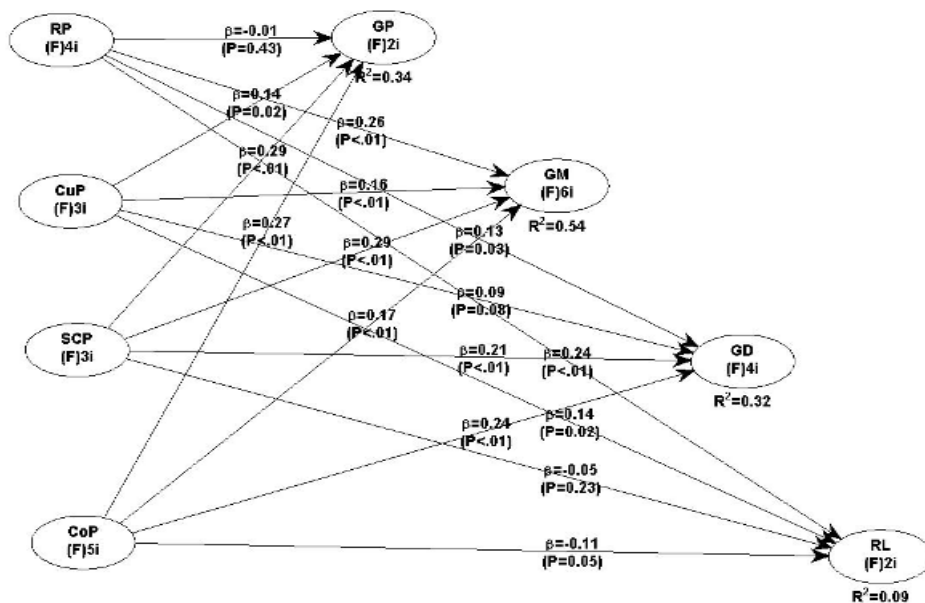 RP
(F)4i
β=-0.01
(P=0.43)
GP
(F)2i
R²=0.34
β=0.14
(P=0.02)
β=0.26
(P<.01)
β=0.29
(P<.01)
GM
(F)6i
R²=0.54
CuP
(F)3i
β=0.16
(P<.01)
β=0.27
(P<.01)
β=0.13
(P=0.03)
β=0.29
(P<.01)
β=0.09
(P=0.08)
SCP
(F)3i
β=0.17
(P<.01)
β=0.21
(P<.01)
β=0.24
(P<.01)
GD
(F)4i
R²=0.32
β=0.24
(P<.01)
β=0.14
(P=0.02)
β=-0.05
(P=0.23)
CoP
(F)5i
β=-0.11
(P=0.05)
RL
(F)2i
R²=0.09